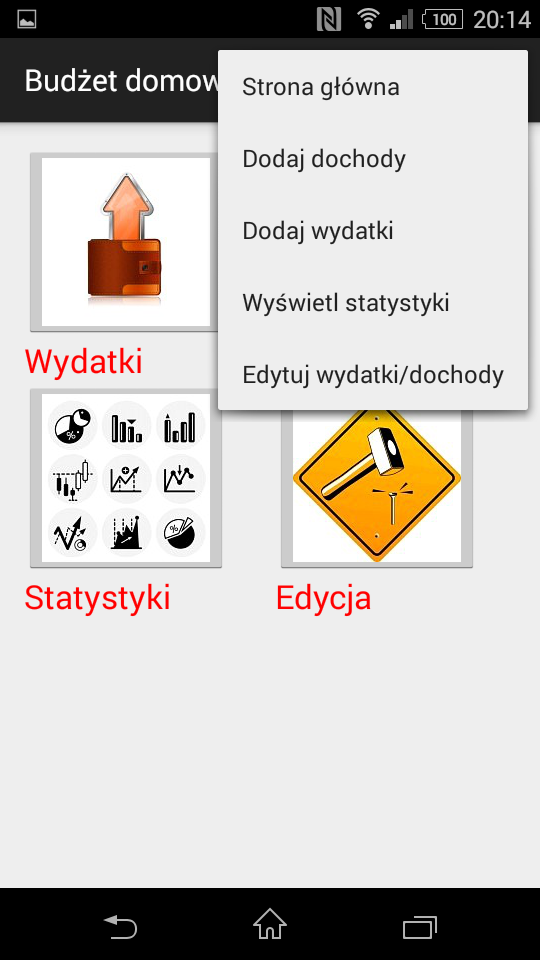 100 20:14
Budżet domow
Strona główna
Dodaj dochody
Dodaj wydatki
Wyświetl statystyki
Edytuj wydatki/dochody
Wydatki
Statystyki
Edycja